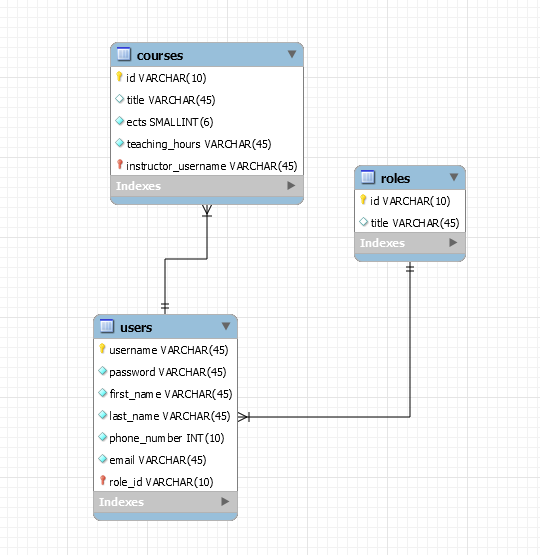 courses
id VARCHAR(10)
title VARCHAR(45)
ects SMALLINT(6)
teaching_hours VARCHAR(45)
instructor_username VARCHAR(45)
Indexes
roles
id VARCHAR(10)
title VARCHAR(45)
Indexes
users
username VARCHAR(45)
password VARCHAR(45)
first_name VARCHAR(45)
last_name VARCHAR(45)
phone_number INT(10)
email VARCHAR(45)
role_id VARCHAR(10)
Indexes